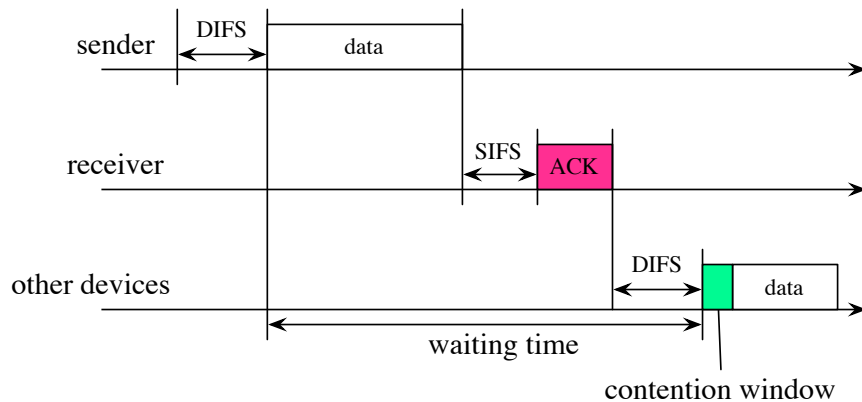 DIFS
sender
data
SIFS
receiver
ACK
DIFS
other devices
data
waiting time
contention window